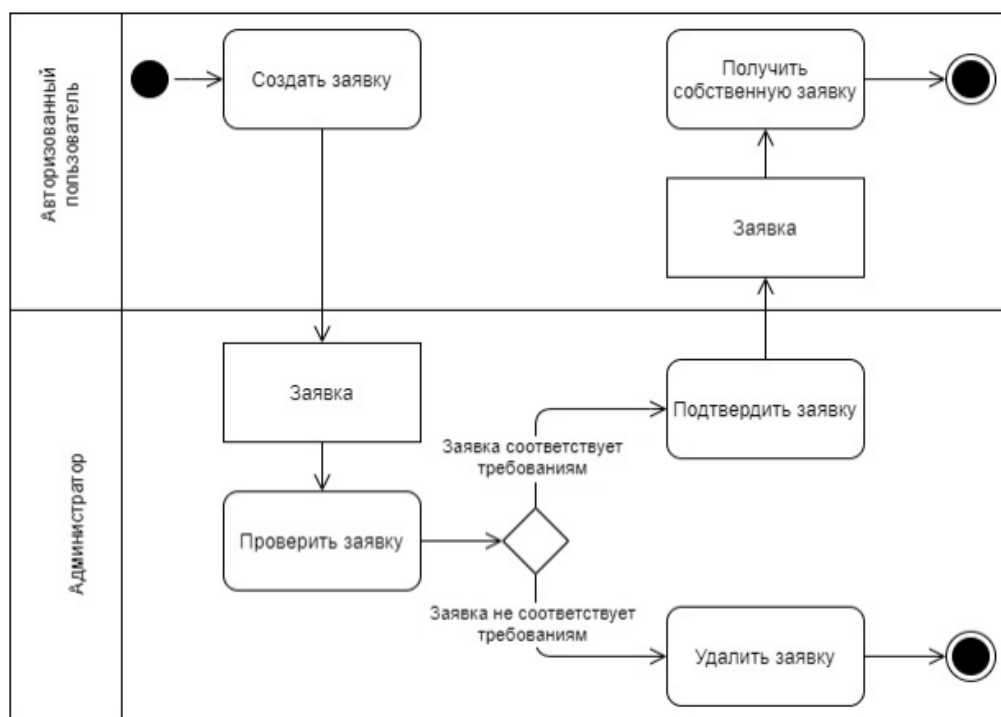 Авторизованный
пользователь
Создать заявку
Получить
собственную заявку
Заявка
Администратор
Заявка
Проверить заявку
Заявка соответствует
требованиям
Подтвердить заявку
Заявка не соответствует
требованиям
Удалить заявку